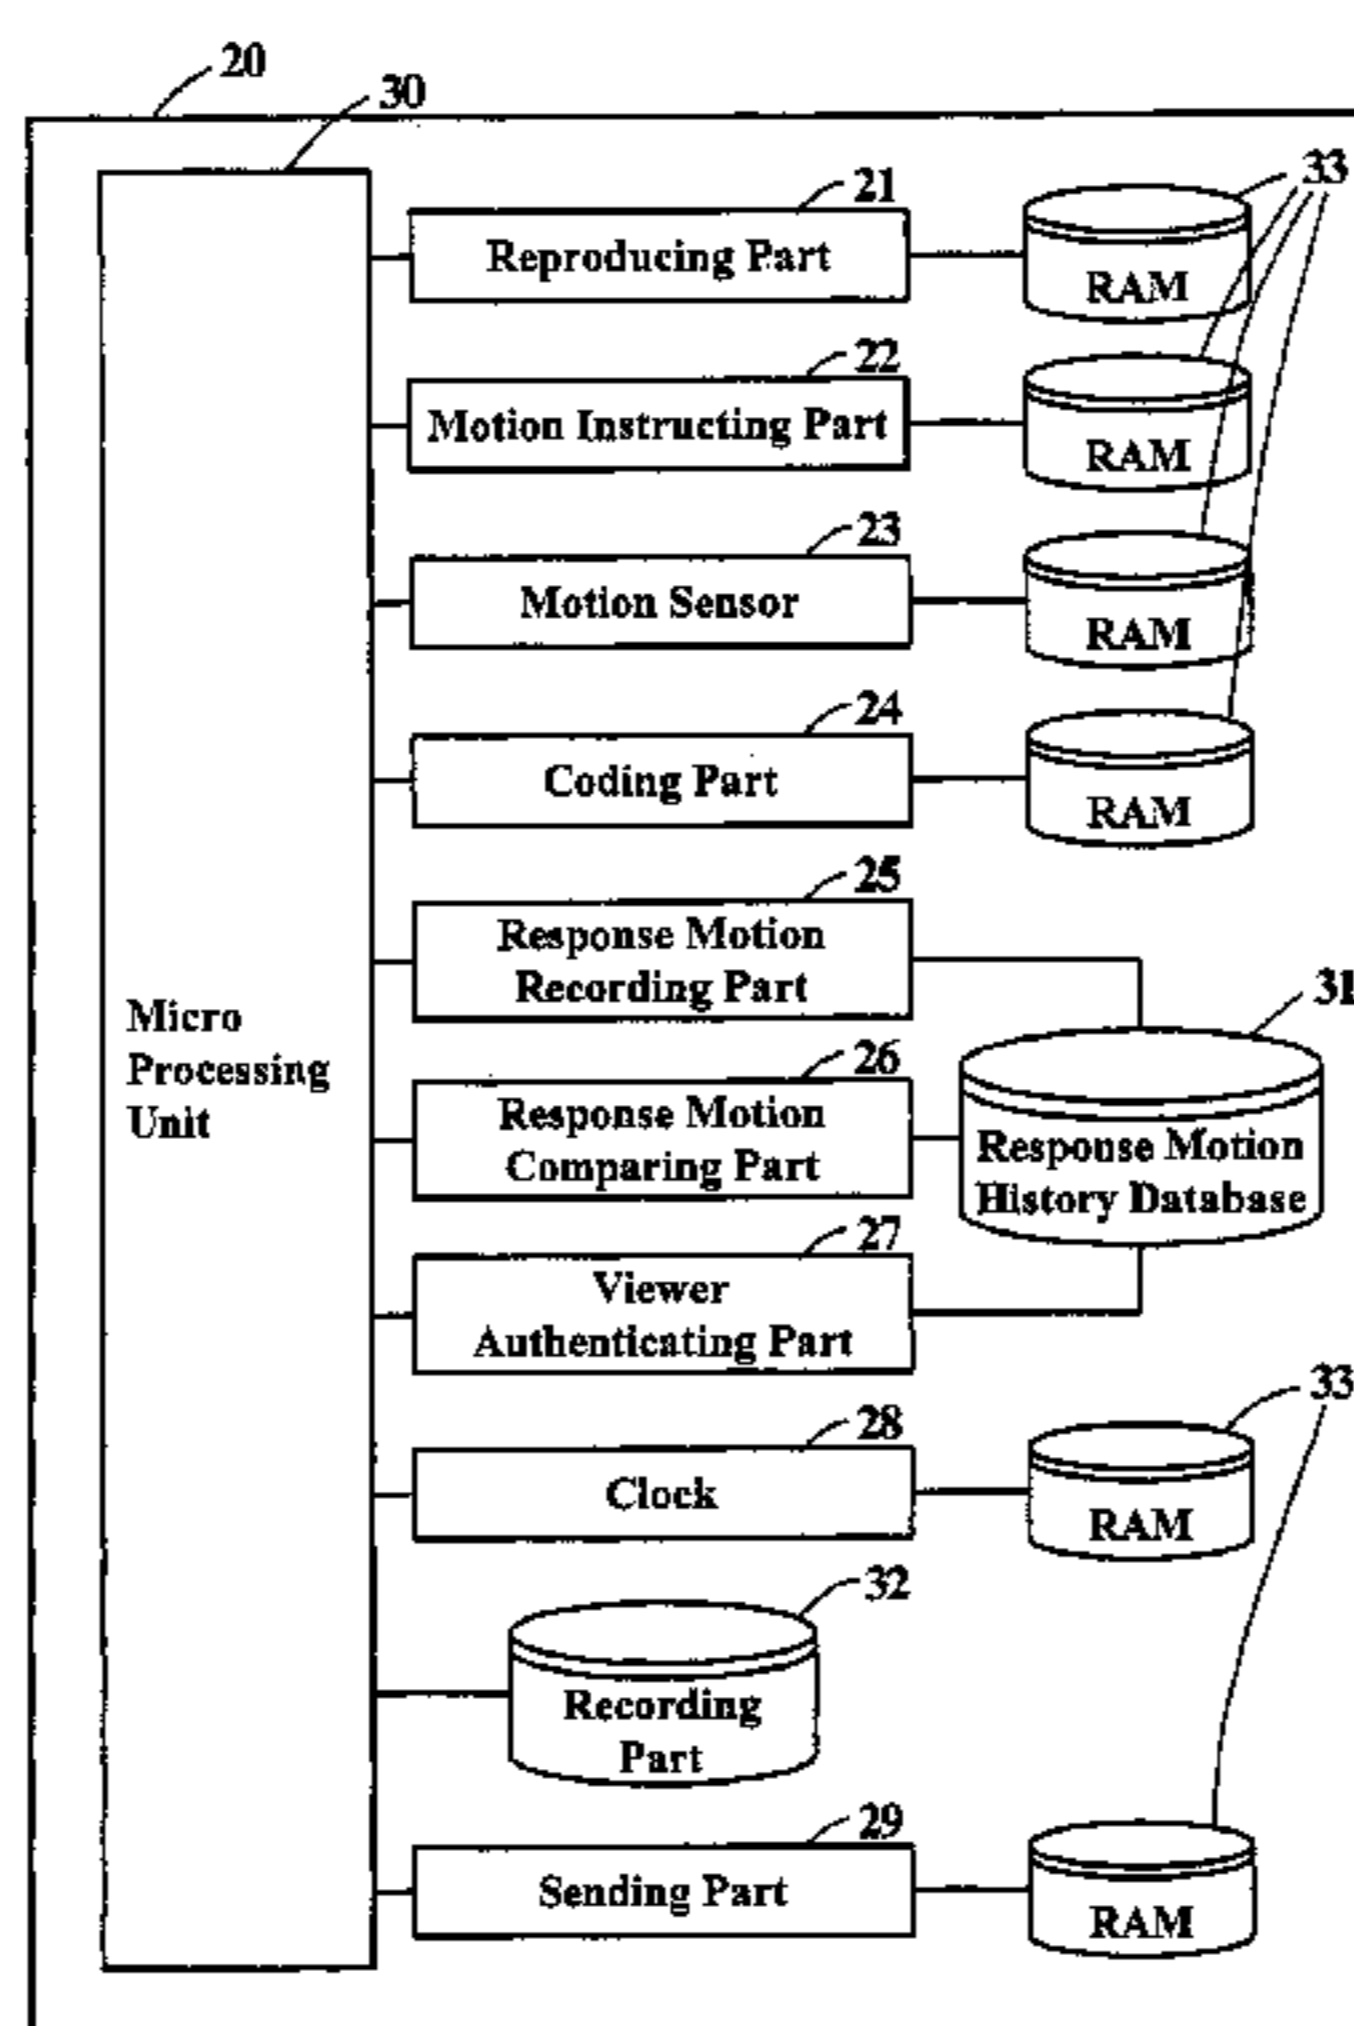 20
30
21
33
Reproducing Part
RAM
22
Motion Instructing Part
RAM
23
Motion Sensor
RAM
24
Coding Part
RAM
25
Response Motion
Recording Part
31
Micro
Processing
Unit
26
Response Motion
Comparing Part
Response Motion
History Database
27
Viewer
Authenticating Part
33
28
Clock
RAM
32
Recording
Part
29
Sending Part
RAM